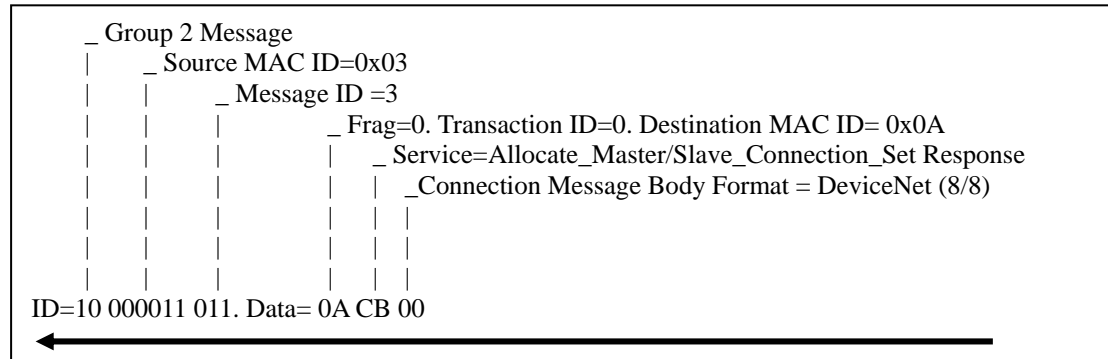 _ Group 2 Message
_ Source MAC ID=0x03
_ Message ID =3
_ Frag=0. Transaction ID=0. Destination MAC ID= 0x0A
_ Service=Allocate_Master/Slave_Connection_Set Response
_Connection Message Body Format = DeviceNet (8/8)
ID=10 000011 011. Data= 0A CB 00